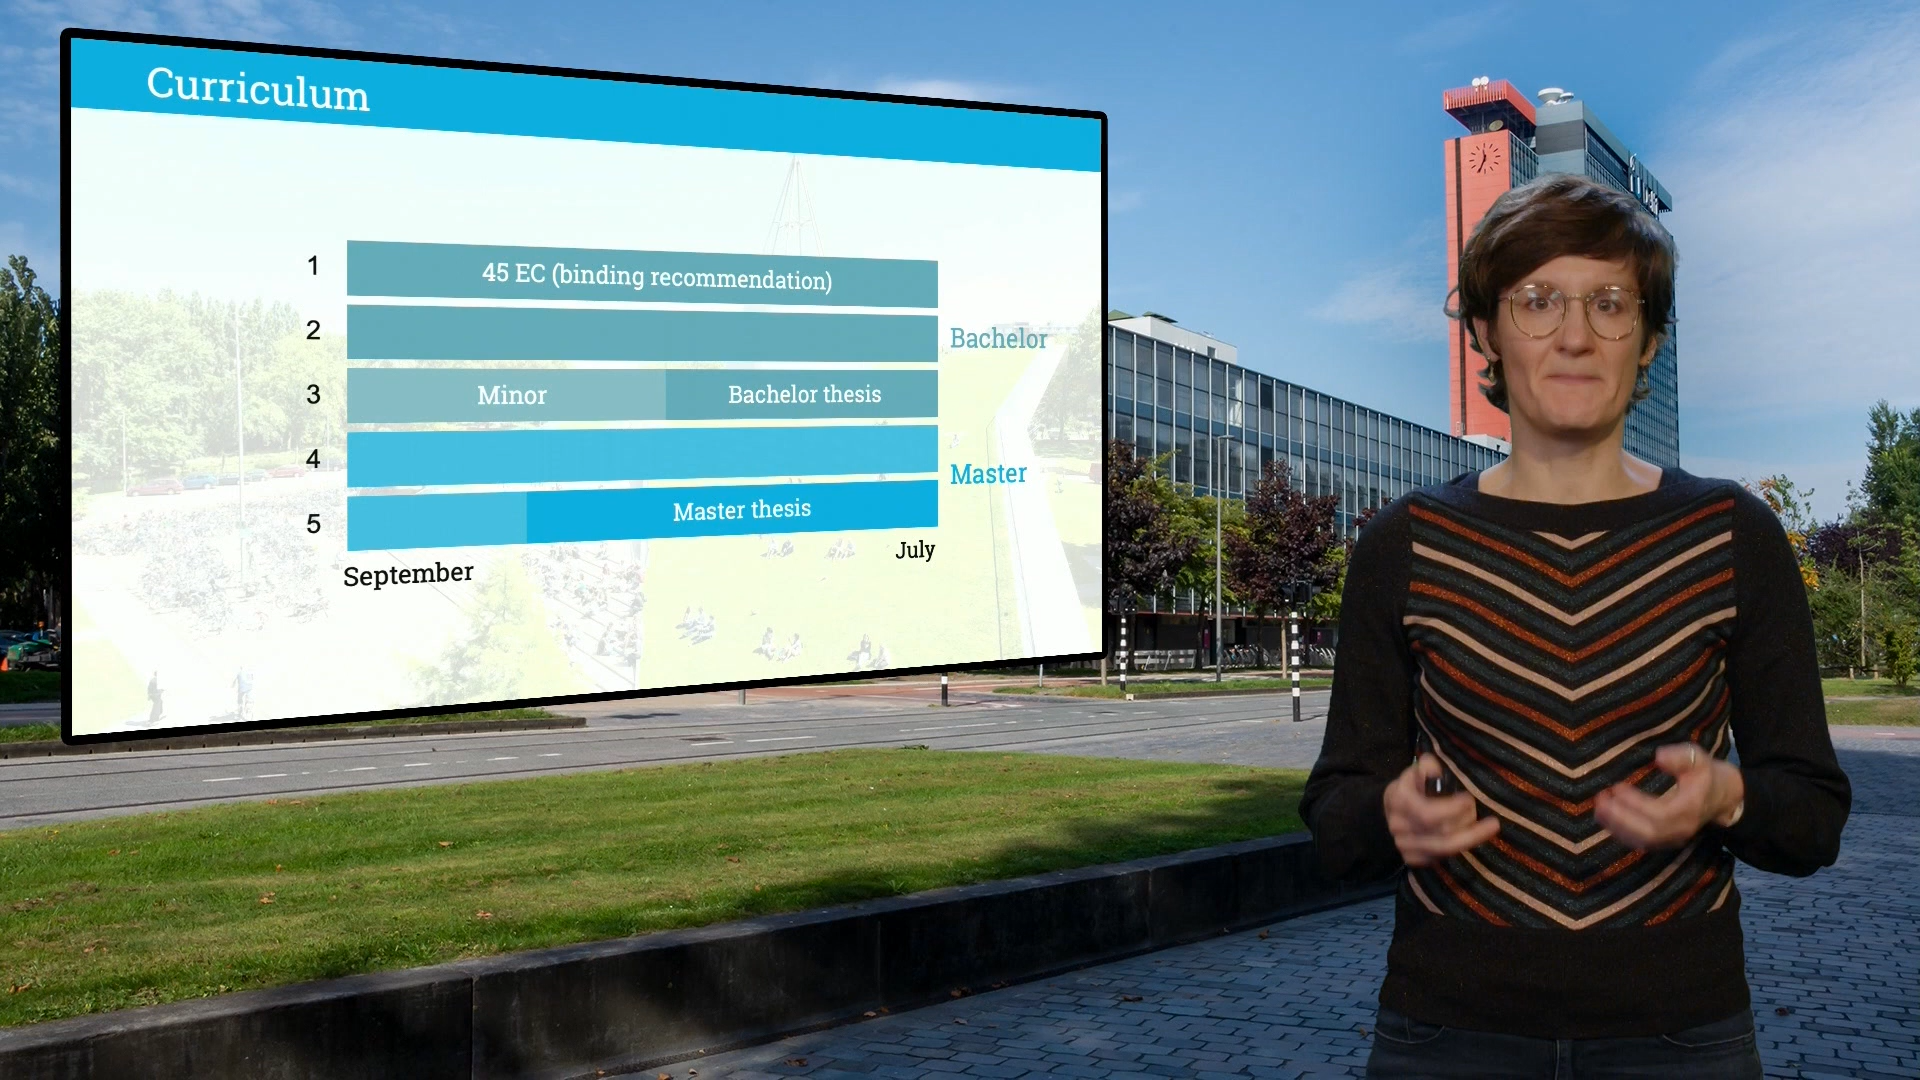 Curriculum
1 45 EC (binding recommendation)
2
Bachelor
3 Minor Bachelor thesis
4
Master
5 Master thesis
September July